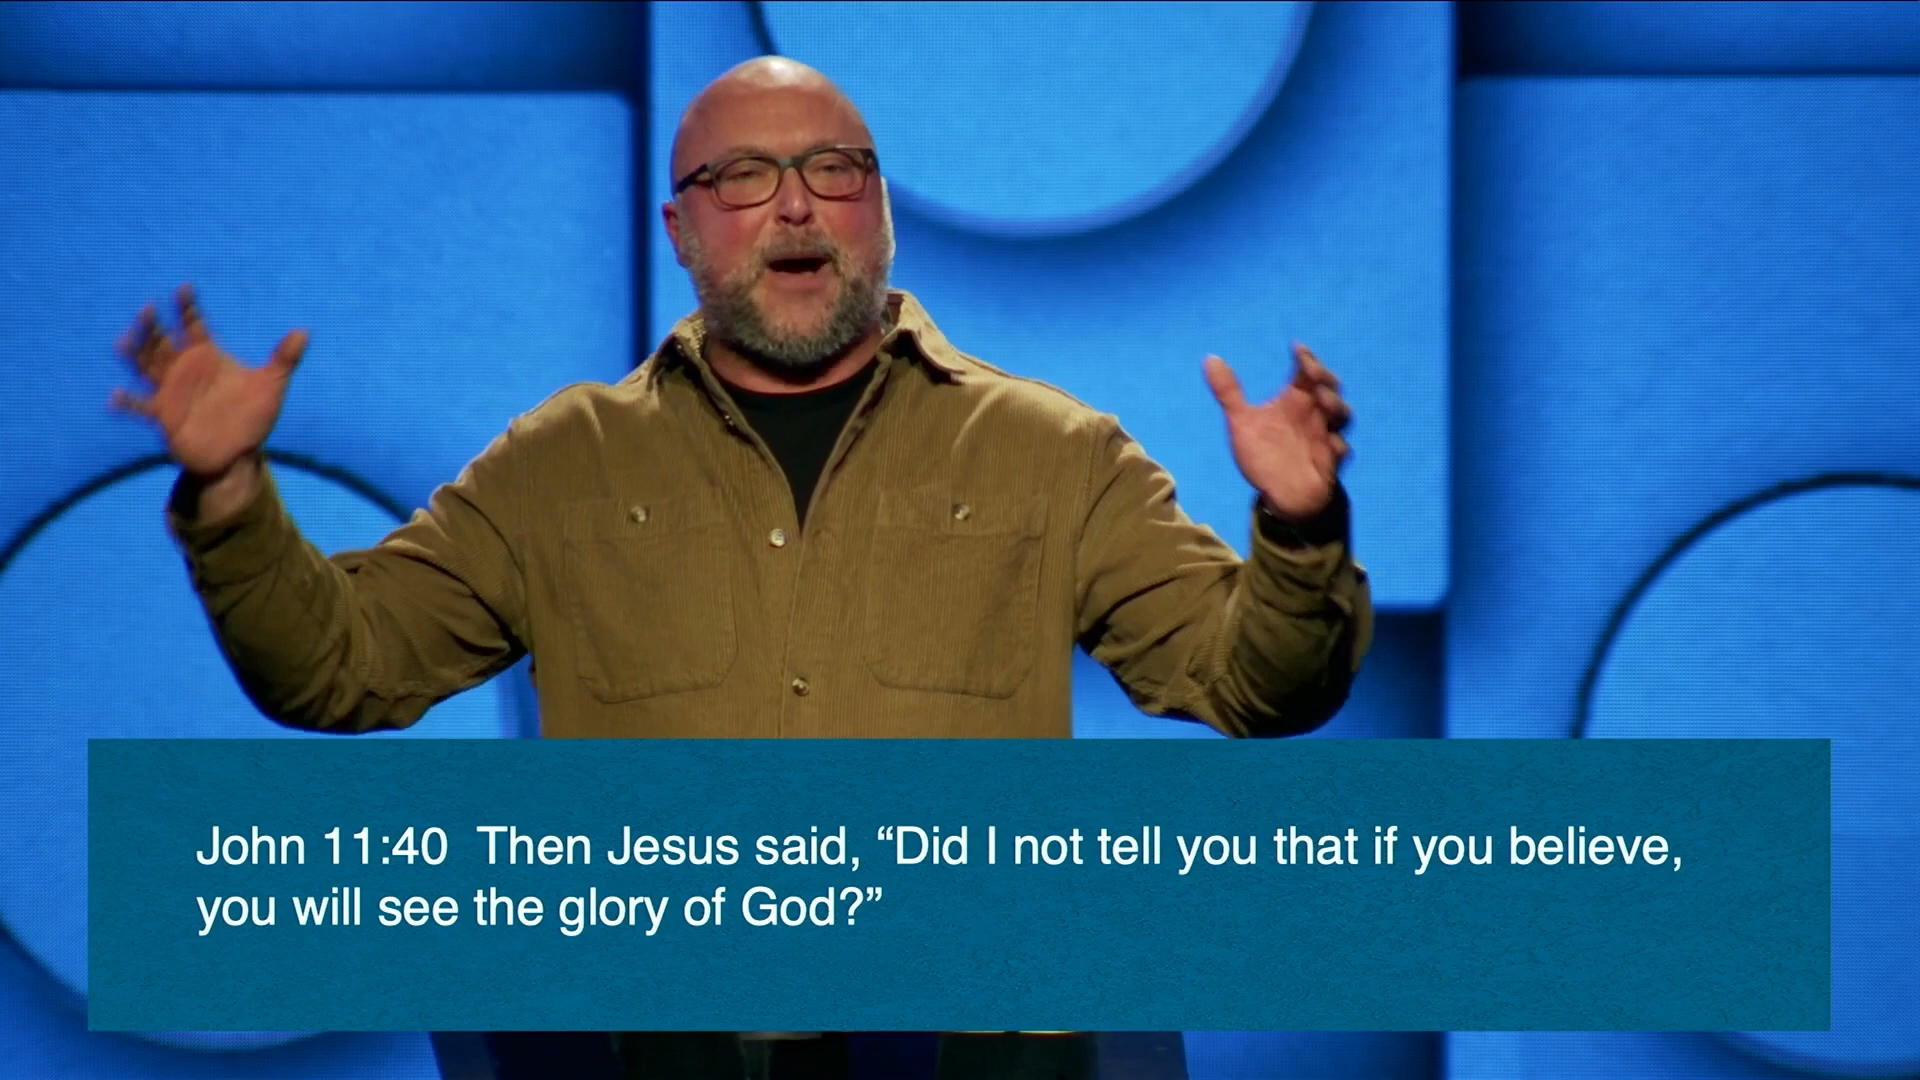 John 11:40  Then Jesus said, “Did I not tell you that if you believe,
you will see the glory of God?”